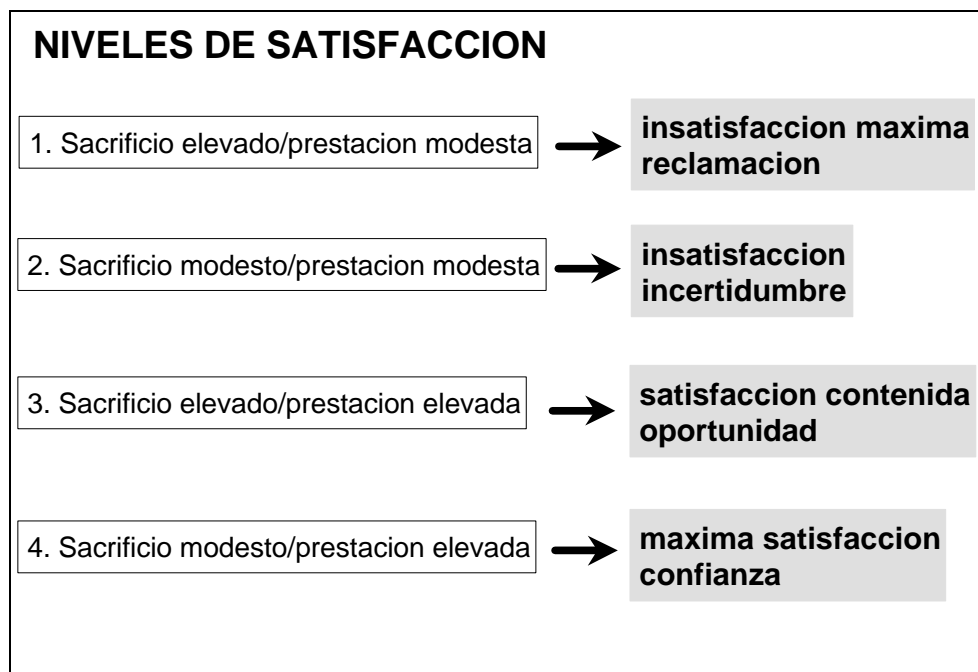 NIVELES DE SATISFACCION
1. Sacrificio elevado/prestacion modesta
insatisfaccion maxima
reclamacion
2. Sacrificio modesto/prestacion modesta
insatisfaccion
incertidumbre
3. Sacrificio elevado/prestacion elevada
satisfaccion contenida
oportunidad
4. Sacrificio modesto/prestacion elevada
maxima satisfaccion
confianza